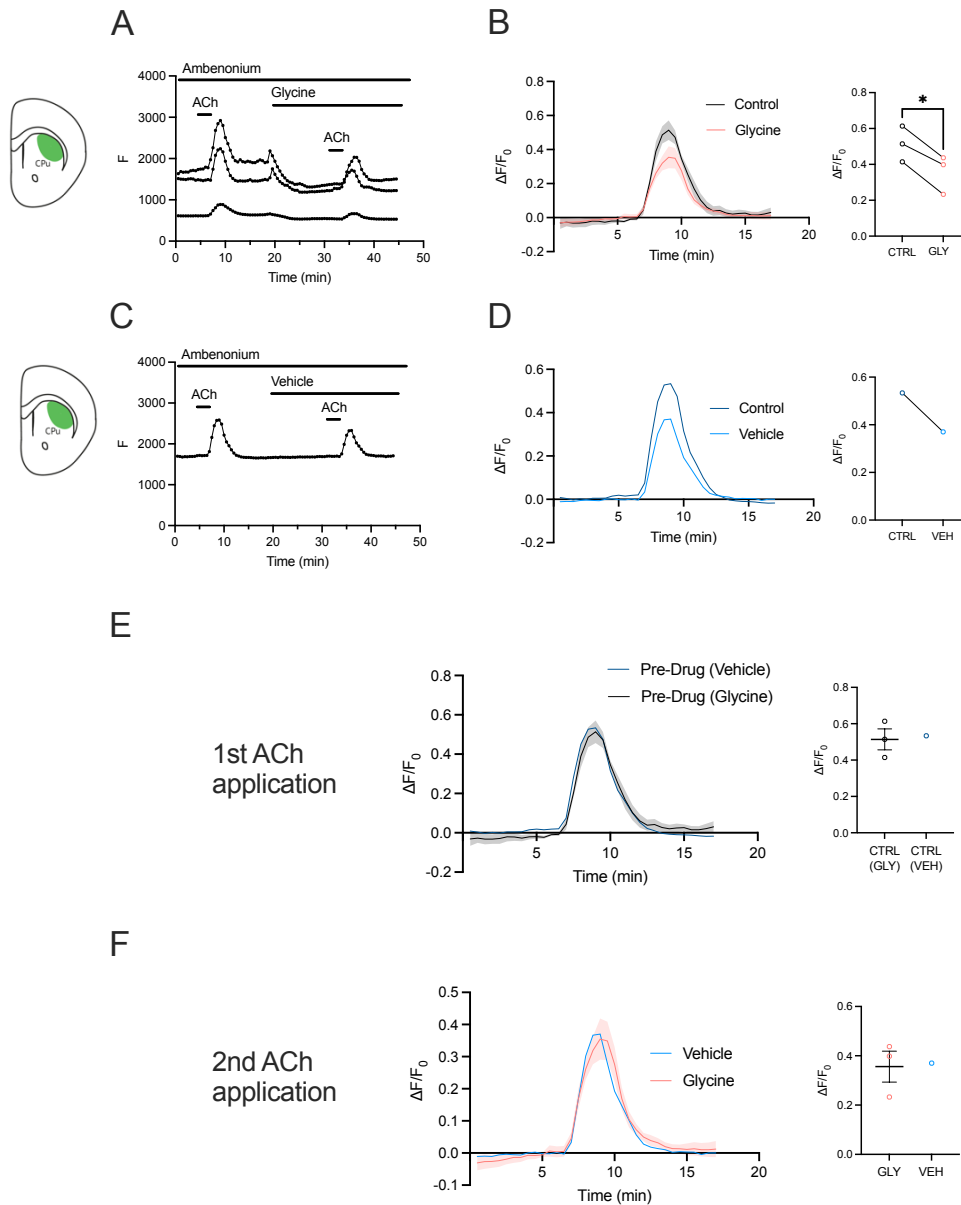 A
B
Ambenonium
Glycine
ACh
ACh
CPu
F
4000
3000
2000
1000
0
0 10 20 30 40 50
Time (min)
ΔF/F0
0.8
0.6
0.4
0.2
0.0
-0.2
5 10 15 20
Time (min)
Control
Glycine
*
ΔF/F0
0.8
0.6
0.4
0.2
0.0
CTRL GLY
C
D
Ambenonium
Vehicle
ACh
ACh
CPu
F
4000
3000
2000
1000
0
0 10 20 30 40 50
Time (min)
ΔF/F0
0.6
0.4
0.2
0.0
-0.2
5 10 15 20
Time (min)
Control
Vehicle
ΔF/F0
0.6
0.4
0.2
0.0
CTRL VEH
E
1st ACh
application
ΔF/F0
0.8
0.6
0.4
0.2
0.0
-0.2
5 10 15 20
Time (min)
Pre-Drug (Vehicle)
Pre-Drug (Glycine)
ΔF/F0
0.8
0.6
0.4
0.2
0.0
CTRL CTRL
(GLY) (VEH)
F
2nd ACh
application
ΔF/F0
0.5
0.4
0.3
0.2
0.1
0.0
-0.1
5 10 15 20
Time (min)
Vehicle
Glycine
ΔF/F0
0.6
0.4
0.2
0.0
GLY VEH